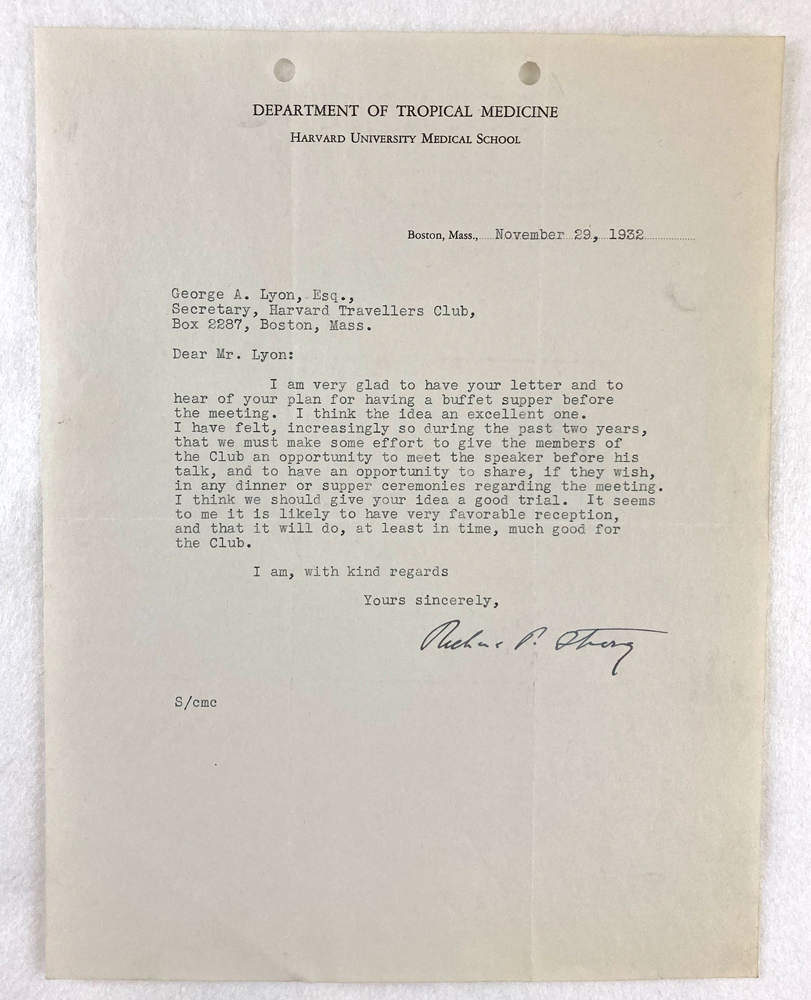 DEPARTMENT OF TROPICAL MEDICINE
HARVARD UNIVERSITY MEDICAL SCHOOL
Boston, Mass., November 29, 1932
George A. Lyon, Esq.,
Secretary, Harvard Travellers Club,
Box 2287, Boston, Mass.
Dear Mr. Lyon:
I am very glad to have your letter and to
hear of your plan for having a buffet supper before
the meeting. I think the idea an excellent one.
I have felt, increasingly so during the past two years,
that we must make some effort to give the members of
the Club an opportunity to meet the speaker before his
talk, and to have an opportunity to share, if they wish,
in any dinner or supper ceremonies regarding the meeting.
I think we should give your idea a good trial. It seems
to me it is likely to have very favorable reception,
and that it will do, at least in time, much good for
the Club.
I am, with kind regards
Yours sincerely,
Richard P. Strong
S/cmc